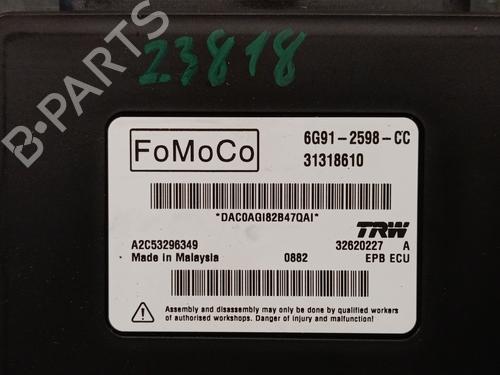 23818
FoMoCo
6G91-2598-CC
31318610
*DAC0AGI82B47QAI*
TRW
A2C53296349
32620227 A
Made in Malaysia 0882 EPB ECU
Assembly and disassembly may only be done by qualified workers
of authorised workshops. Danger of injury and malfunction!
B-PARTS